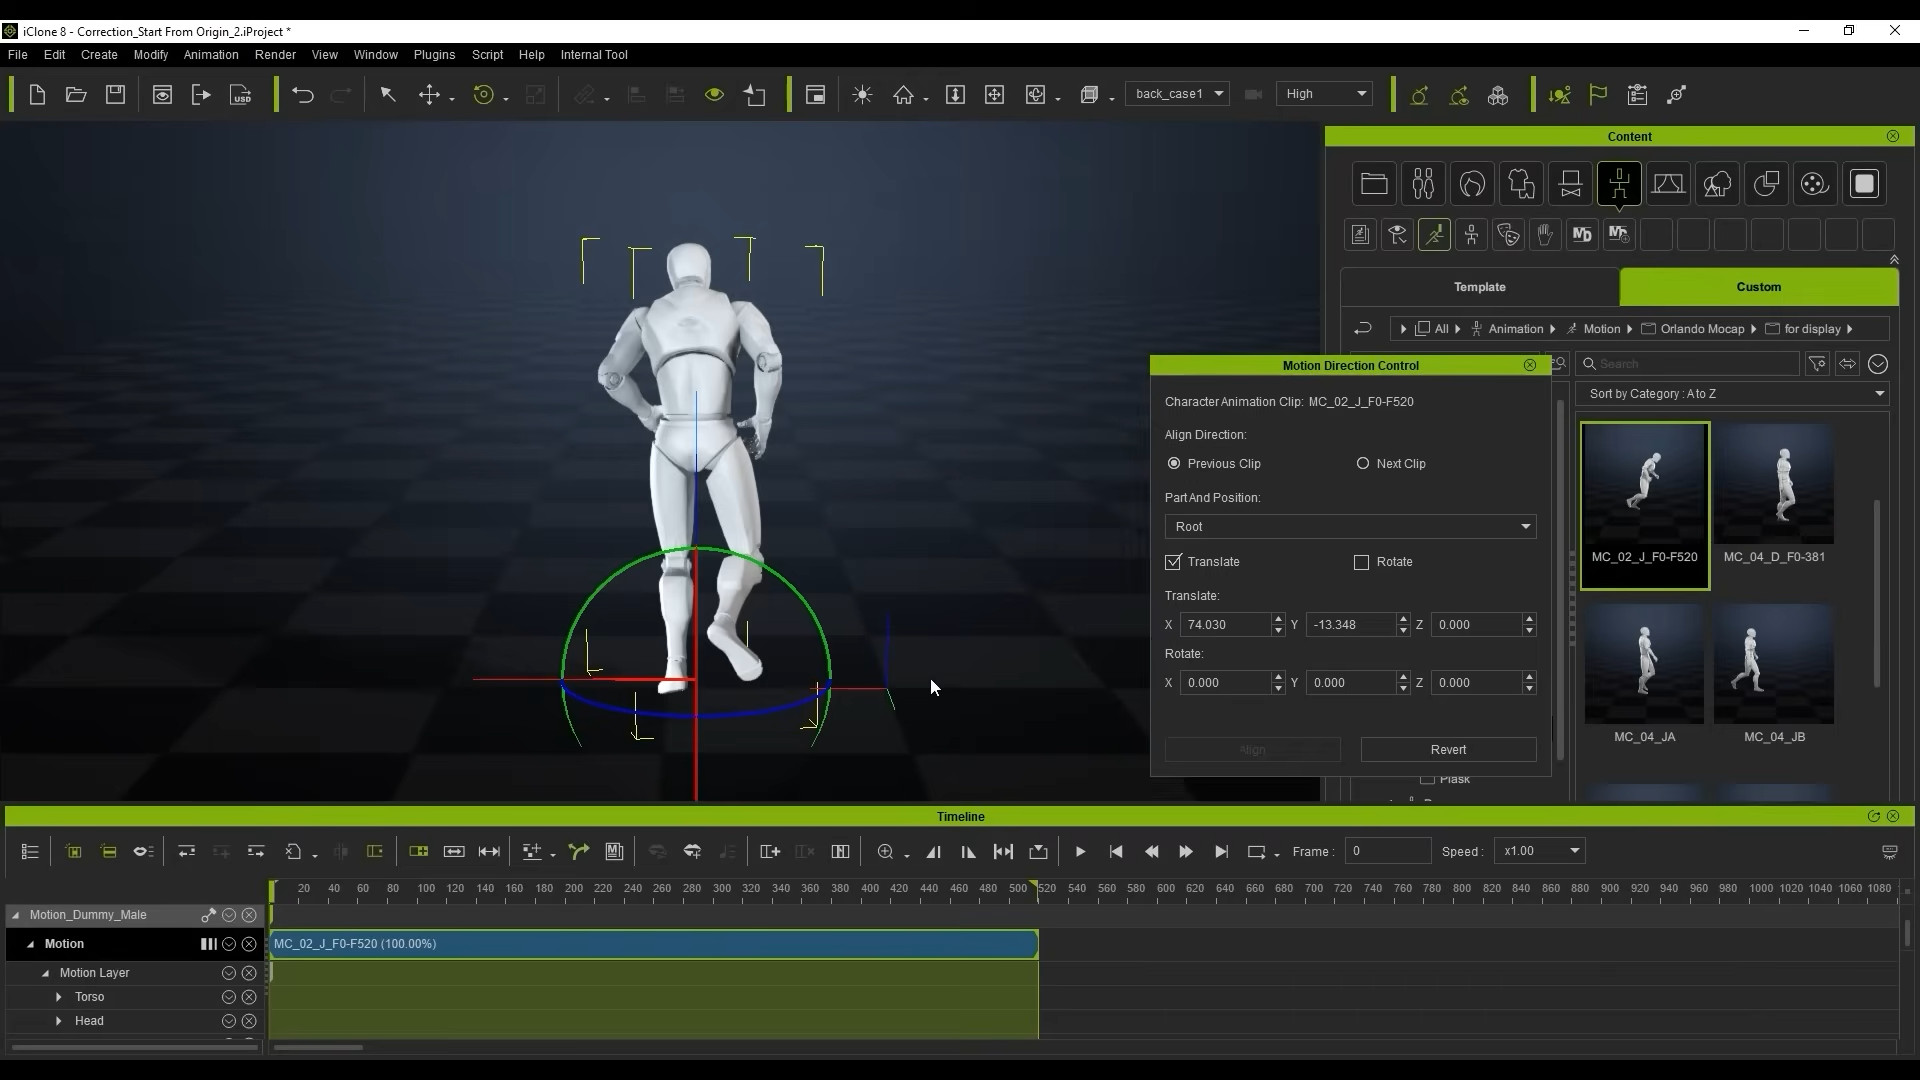 iClone 8 - Correction_Start From Origin_2.iProject *
File Edit Create Modify Animation Render View Window Plugins Script Help Internal Tool
USD
back_case1
High
Content
Template
Custom
All Animation Motion Orlando Mocap for display
Search
Sort by Category : A to Z
MC_02_J_F0-F520
MC_04_D_F0-381
MC_04_JA
MC_04_JB
Motion Direction Control
Character Animation Clip: MC_02_J_F0-F520
Align Direction:
Previous Clip
Next Clip
Part And Position:
Root
Translate
Rotate
Translate:
X 74.030 Y -13.348 Z 0.000
Rotate:
X 0.000 Y 0.000 Z 0.000
Align
Revert
Plask
Timeline
Frame : 0 Speed : x1.00
20 40 60 80 100 120 140 160 180 200 220 240 260 280 300 320 340 360 380 400 420 440 460 480 500 520 540 560 580 600 620 640 660 680 700 720 740 760 780 800 820 840 860 880 900 920 940 960 980 1000 1020 1040 1060 1080
Motion_Dummy_Male
Motion
MC_02_J_F0-F520 (100.00%)
Motion Layer
Torso
Head